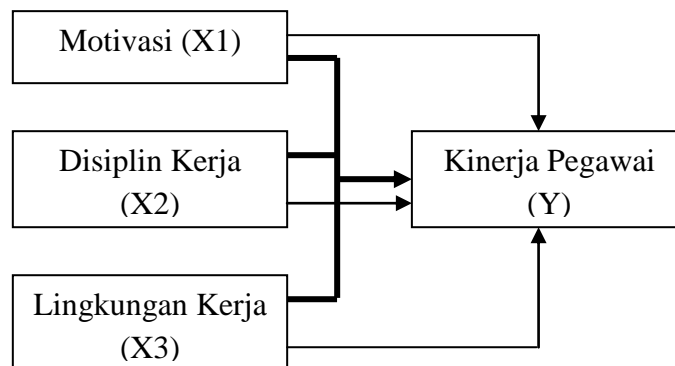 Motivasi (X1)
Disiplin Kerja
(X2)
Kinerja Pegawai
(Y)
Lingkungan Kerja
(X3)